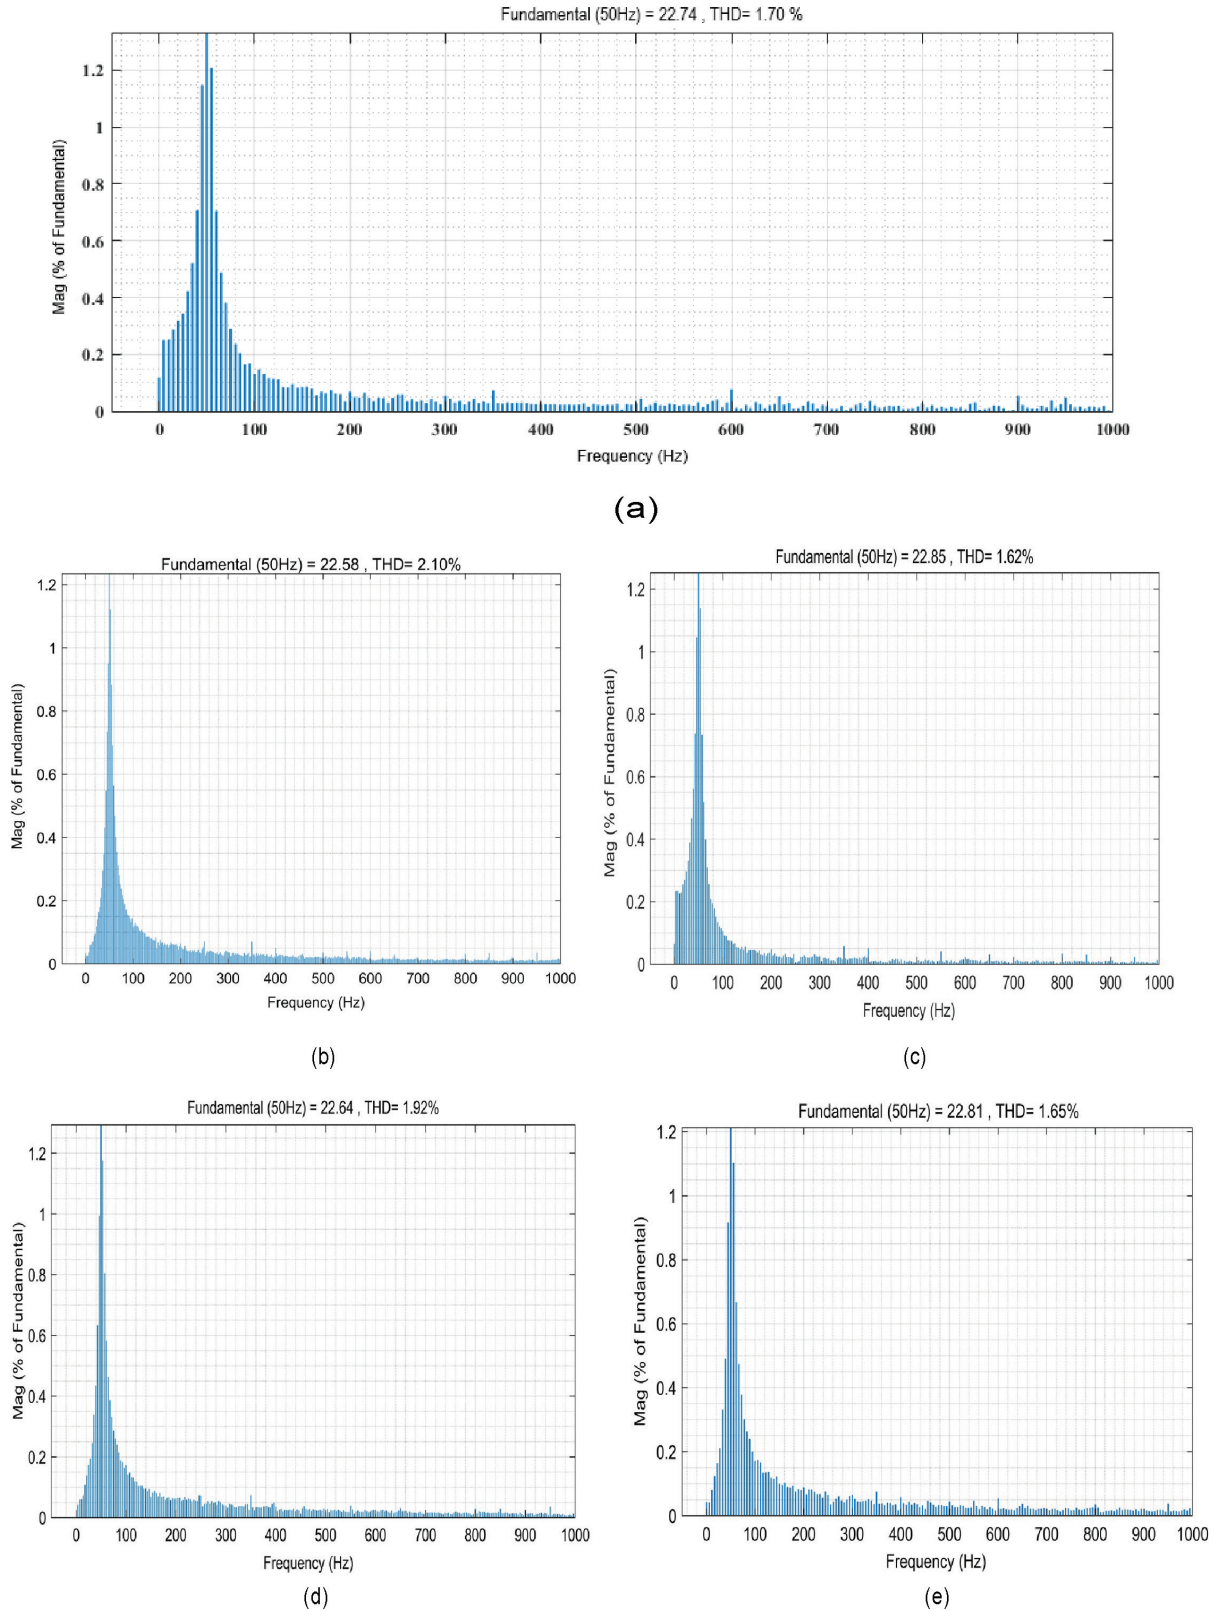 Fundamental (50Hz) = 22.74 , THD= 1.70 %
Mag (% of Fundamental)
1.2
1
0.8
0.6
0.4
0.2
0
0 100 200 300 400 500 600 700 800 900 1000
Frequency (Hz)
(a)
Fundamental (50Hz) = 22.58 , THD= 2.10%
Mag (% of Fundamental)
1.2
1
0.8
0.6
0.4
0.2
0
0 100 200 300 400 500 600 700 800 900 1000
Frequency (Hz)
(b)
Fundamental (50Hz) = 22.85 , THD= 1.62%
Mag (% of Fundamental)
1.2
1
0.8
0.6
0.4
0.2
0
0 100 200 300 400 500 600 700 800 900 1000
Frequency (Hz)
(c)
Fundamental (50Hz) = 22.64 , THD= 1.92%
Mag (% of Fundamental)
1.2
1
0.8
0.6
0.4
0.2
0
0 100 200 300 400 500 600 700 800 900 1000
Frequency (Hz)
(d)
Fundamental (50Hz) = 22.81 , THD= 1.65%
Mag (% of Fundamental)
1.2
1
0.8
0.6
0.4
0.2
0
0 100 200 300 400 500 600 700 800 900 1000
Frequency (Hz)
(e)